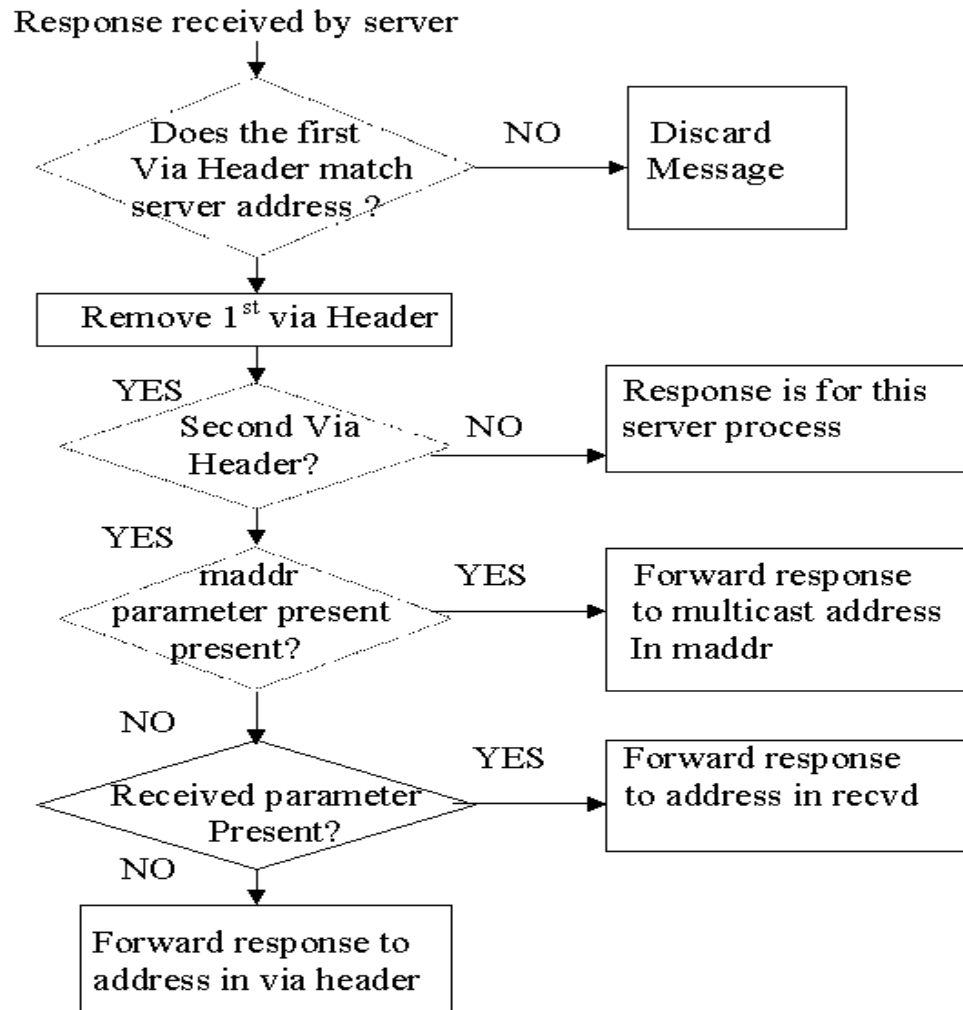 Response received by server
Does the first
Via Header match
server address ?
NO
Discard
Message
Remove 1st via Header
YES
Second Via
Header?
NO
Response is for this
server process
YES
maddr
parameter present
present?
YES
Forward response
to multicast address
In maddr
NO
Received parameter
Present?
YES
Forward response
to address in recvd
NO
Forward response to
address in via header